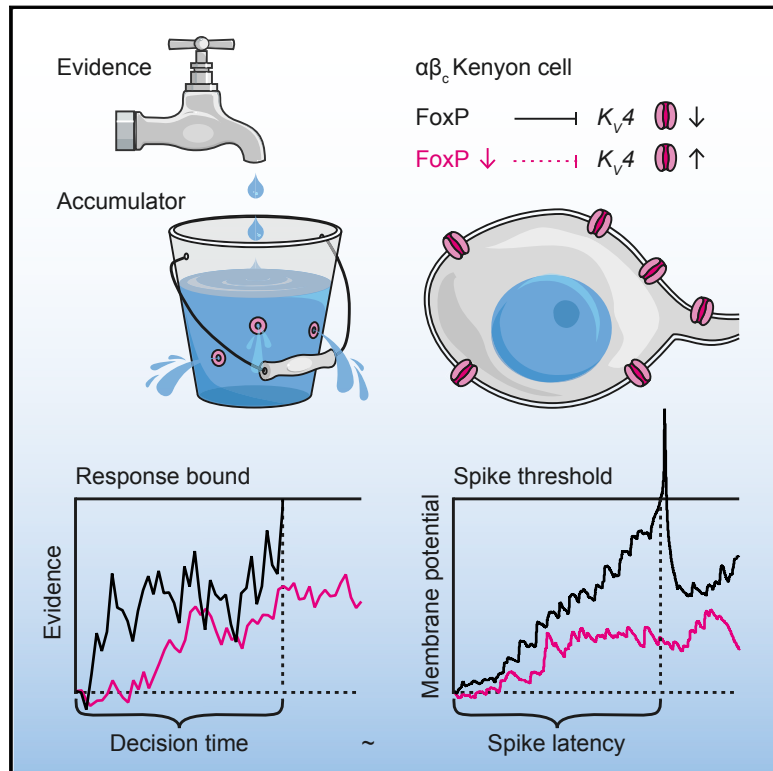 Evidence
Accumulator
αβc Kenyon cell
FoxP KV4 ↓
FoxP ↓ KV4 ↑
Response bound
Evidence
Decision time
~
Spike threshold
Membrane potential
Spike latency